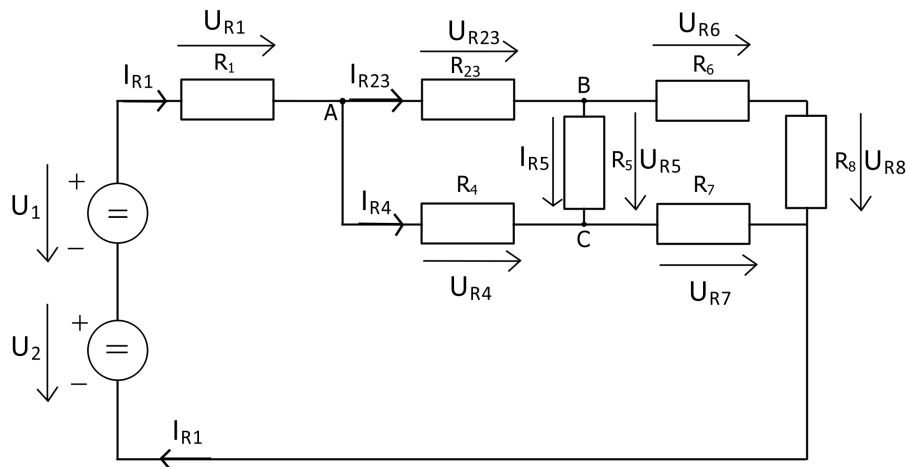 U_R1
U_R23
U_R6
I_R1
R_1
I_R23
R_23
R_6
A
B
I_R5
R_5
U_R5
R_8
U_R8
U_1
+
=
−
I_R4
R_4
R_7
C
U_R4
U_R7
U_2
+
=
−
I_R1